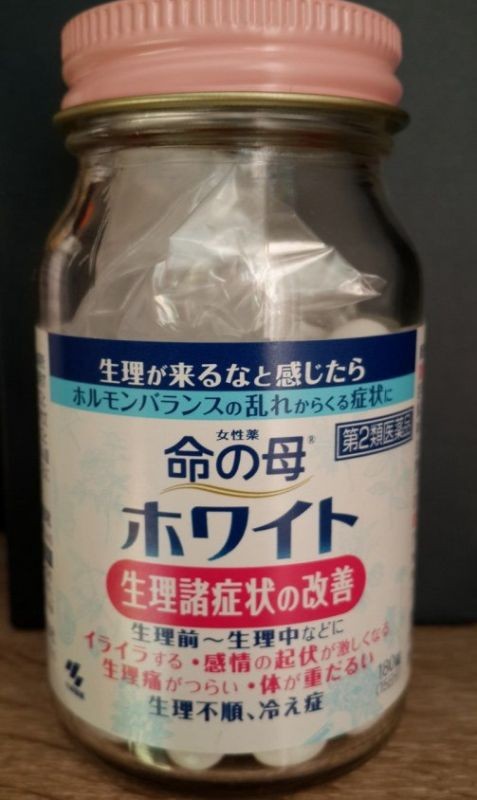 生理が来るなと感じたら
ホルモンバランスの乱れからくる症状に
女性薬
命の母®
第2類医薬品
ホワイト
生理諸症状の改善
生理前〜生理中などに
イライラする・感情の起伏が激しくなる
生理痛がつらい・体が重だるい
生理不順、冷え症
180錠